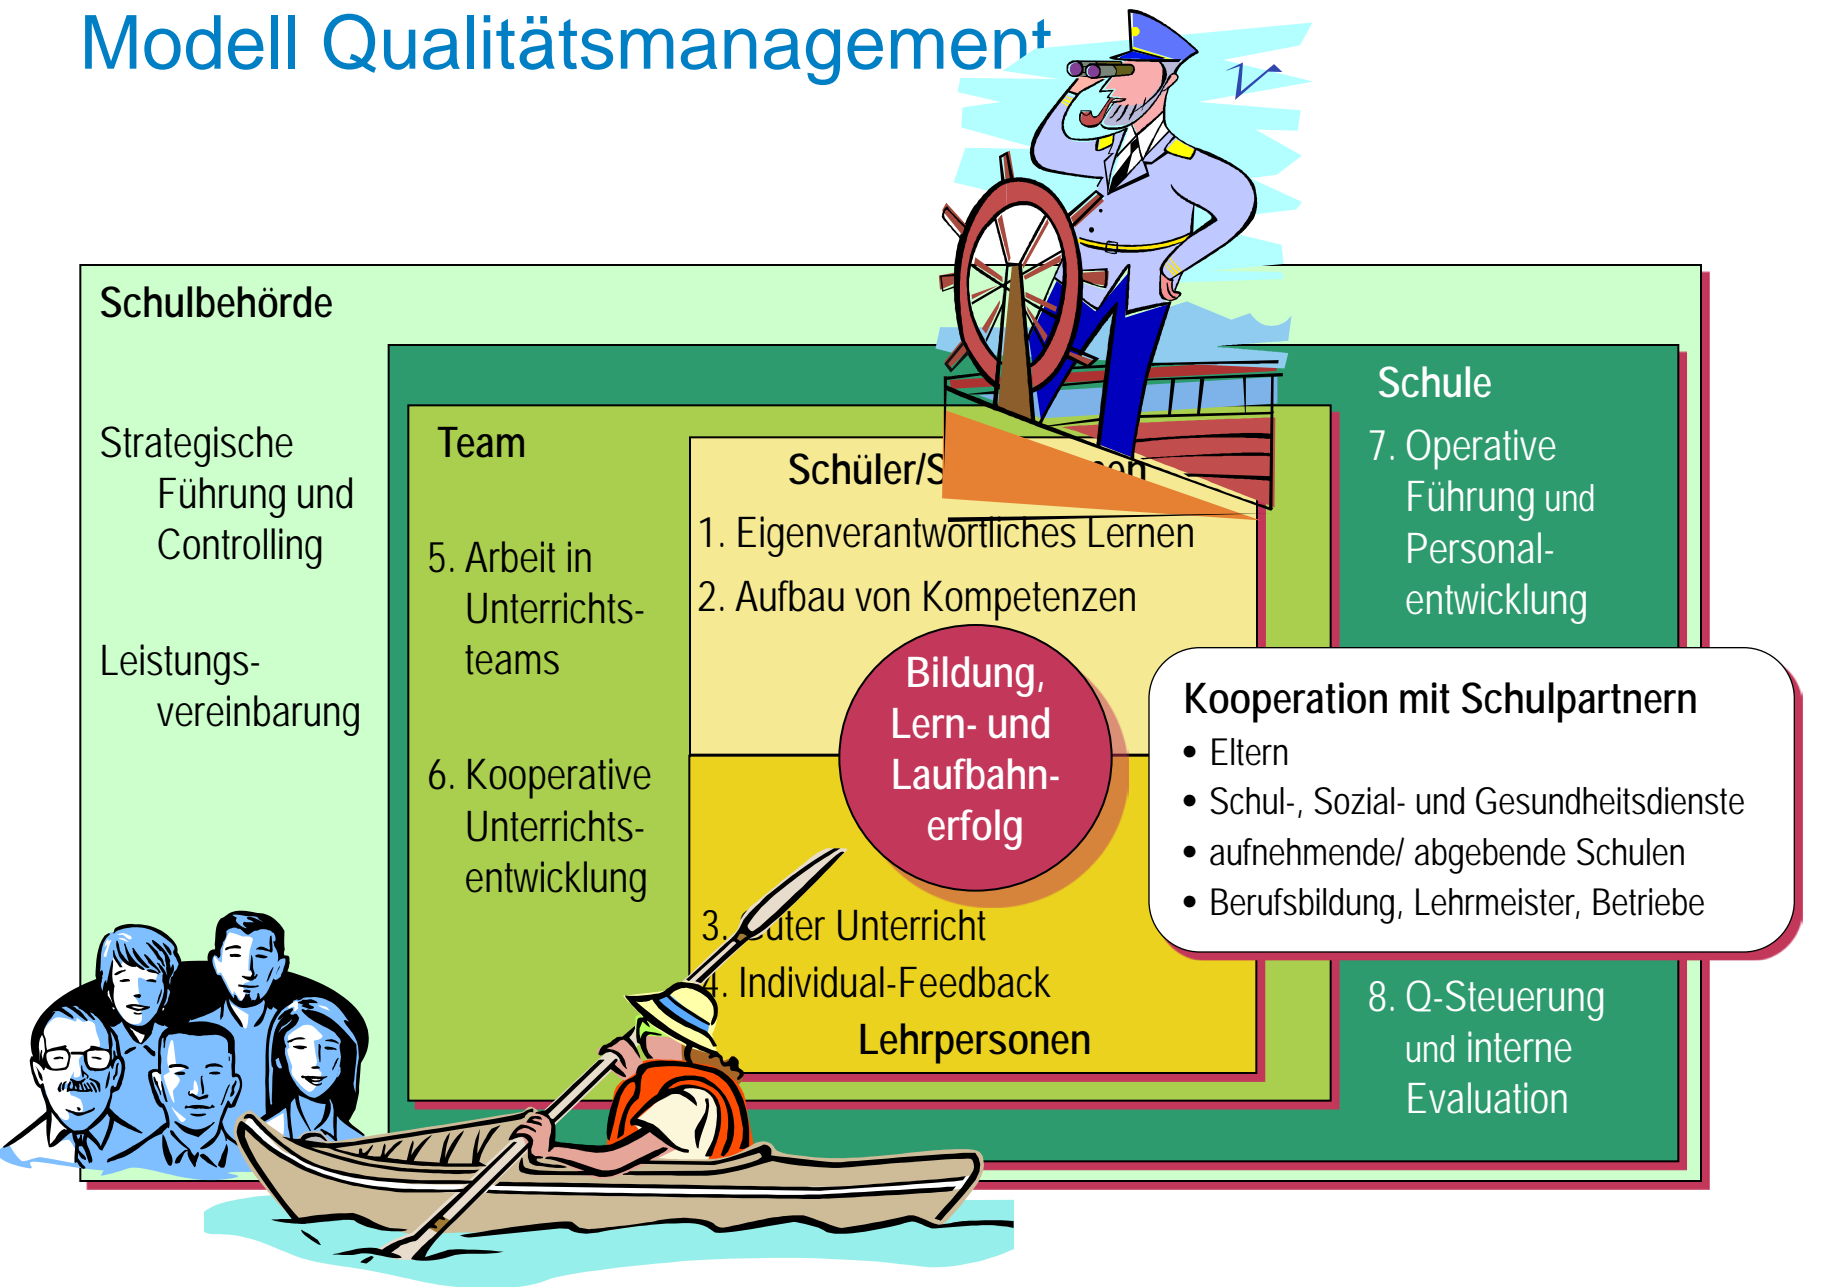 Modell Qualitätsmanagement
Schulbehörde
Strategische
Führung und
Controlling
Leistungs-
vereinbarung
Team
5. Arbeit in
Unterrichts-
teams
6. Kooperative
Unterrichts-
entwicklung
1. Eigenverantwortliches Lernen
2. Aufbau von Kompetenzen
Bildung,
Lern- und
Laufbahn-
erfolg
3. Guter Unterricht
4. Individual-Feedback
Lehrpersonen
Schule
7. Operative
Führung und
Personal-
entwicklung
Kooperation mit Schulpartnern
• Eltern
• Schul-, Sozial- und Gesundheitsdienste
• aufnehmende/ abgebende Schulen
• Berufsbildung, Lehrmeister, Betriebe
8. Q-Steuerung
und interne
Evaluation